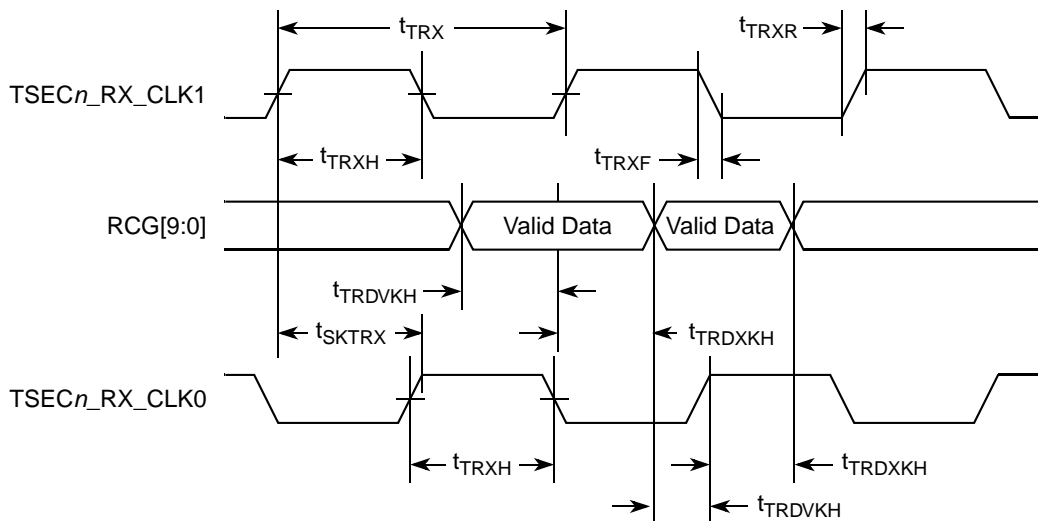 tTRX
tTRXR
TSECn_RX_CLK1
tTRXH
tTRXF
RCG[9:0]
Valid Data
Valid Data
tTRDVKH
tSKTRX
tTRDXKH
TSECn_RX_CLK0
tTRXH
tTRDXKH
tTRDVKH